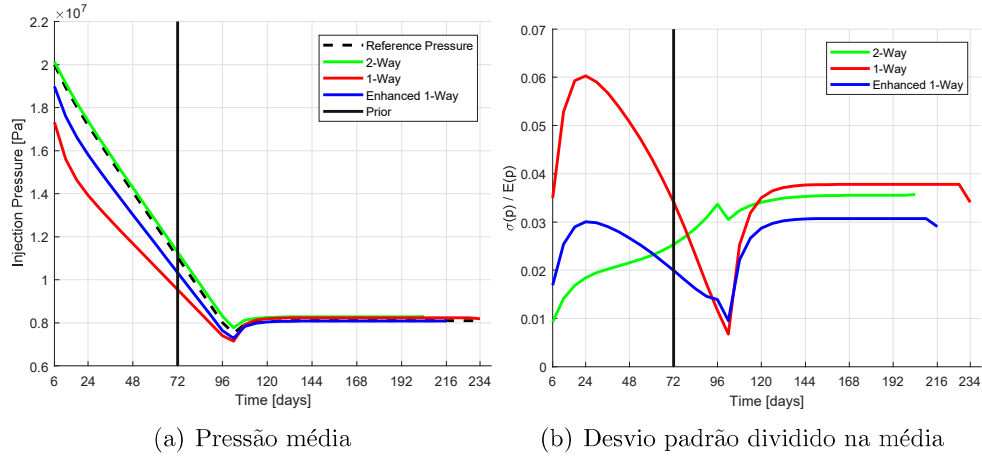 ×10⁷
2.2
2
1.8
1.6
1.4
1.2
1
0.8
0.6
6 24 48 72 96 120 144 168 192 216 234
Injection Pressure [Pa]
Time [days]
Reference Pressure
2-Way
1-Way
Enhanced 1-Way
Prior
(a) Pressão média
0.07
0.06
0.05
0.04
0.03
0.02
0.01
0
6 24 48 72 96 120 144 168 192 216 234
σ(p) / E(p)
Time [days]
2-Way
1-Way
Enhanced 1-Way
(b) Desvio padrão dividido na média